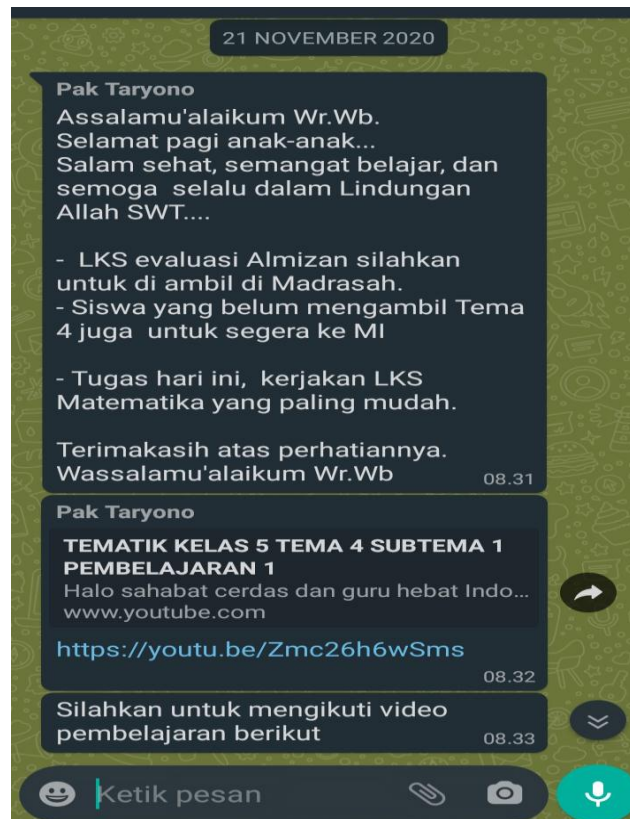 21 NOVEMBER 2020
Pak Taryono
Assalamu'alaikum Wr.Wb.
Selamat pagi anak-anak...
Salam sehat, semangat belajar, dan
semoga  selalu dalam Lindungan
Allah SWT....
-  LKS evaluasi Almizan silahkan
untuk di ambil di Madrasah.
- Siswa yang belum mengambil Tema
4 juga  untuk segera ke MI
- Tugas hari ini,  kerjakan LKS
Matematika yang paling mudah.
Terimakasih atas perhatiannya.
Wassalamu'alaikum Wr.Wb 08.31
Pak Taryono
TEMATIK KELAS 5 TEMA 4 SUBTEMA 1
PEMBELAJARAN 1
Halo sahabat cerdas dan guru hebat Indo...
www.youtube.com
https://youtu.be/Zmc26h6wSms
08.32
Silahkan untuk mengikuti video
pembelajaran berikut 08.33
Ketik pesan